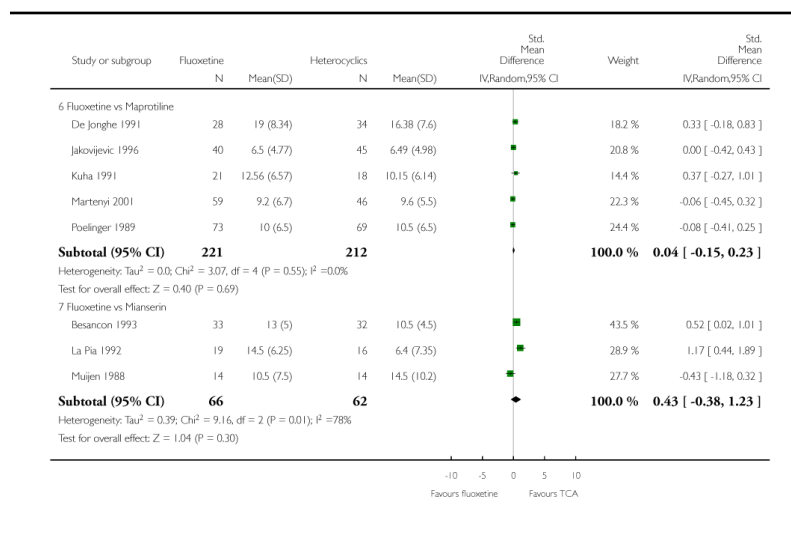 Study or subgroup Fluoxetine Heterocyclics Std. Mean Difference Weight Std. Mean Difference
N Mean(SD) N Mean(SD) IV,Random,95% CI IV,Random,95% CI
6 Fluoxetine vs Maprotiline
De Jonghe 1991 28 19 (8.34) 34 16.38 (7.6) 18.2 % 0.33 [ -0.18, 0.83 ]
Jakovijevic 1996 40 6.5 (4.77) 45 6.49 (4.98) 20.8 % 0.00 [ -0.42, 0.43 ]
Kuha 1991 21 12.56 (6.57) 18 10.15 (6.14) 14.4 % 0.37 [ -0.27, 1.01 ]
Martenyi 2001 59 9.2 (6.7) 46 9.6 (5.5) 22.3 % -0.06 [ -0.45, 0.32 ]
Poelinger 1989 73 10 (6.5) 69 10.5 (6.5) 24.4 % -0.08 [ -0.41, 0.25 ]
Subtotal (95% CI) 221 212 100.0 % 0.04 [ -0.15, 0.23 ]
Heterogeneity: Tau² = 0.0; Chi² = 3.07, df = 4 (P = 0.55); I² =0.0%
Test for overall effect: Z = 0.40 (P = 0.69)
7 Fluoxetine vs Mianserin
Besancon 1993 33 13 (5) 32 10.5 (4.5) 43.5 % 0.52 [ 0.02, 1.01 ]
La Pia 1992 19 14.5 (6.25) 16 6.4 (7.35) 28.9 % 1.17 [ 0.44, 1.89 ]
Muijen 1988 14 10.5 (7.5) 14 14.5 (10.2) 27.7 % -0.43 [ -1.18, 0.32 ]
Subtotal (95% CI) 66 62 100.0 % 0.43 [ -0.38, 1.23 ]
Heterogeneity: Tau² = 0.39; Chi² = 9.16, df = 2 (P = 0.01); I² =78%
Test for overall effect: Z = 1.04 (P = 0.30)
-10 -5 0 5 10
Favours fluoxetine Favours TCA